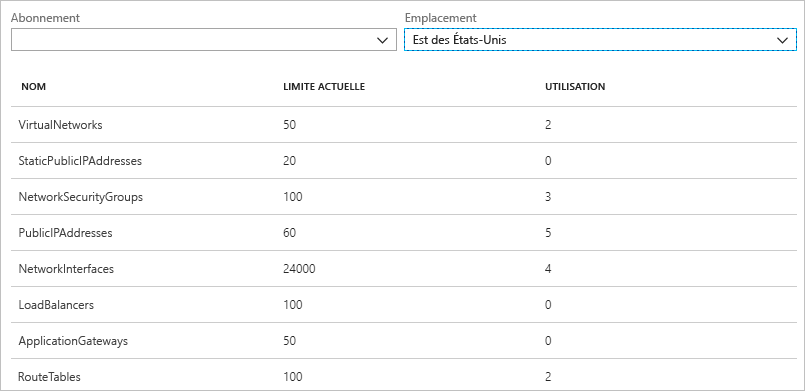 Abonnement Emplacement
Est des États-Unis
NOM LIMITE ACTUELLE UTILISATION
VirtualNetworks 50 2
StaticPublicIPAddresses 20 0
NetworkSecurityGroups 100 3
PublicIPAddresses 60 5
NetworkInterfaces 24000 4
LoadBalancers 100 0
ApplicationGateways 50 0
RouteTables 100 2